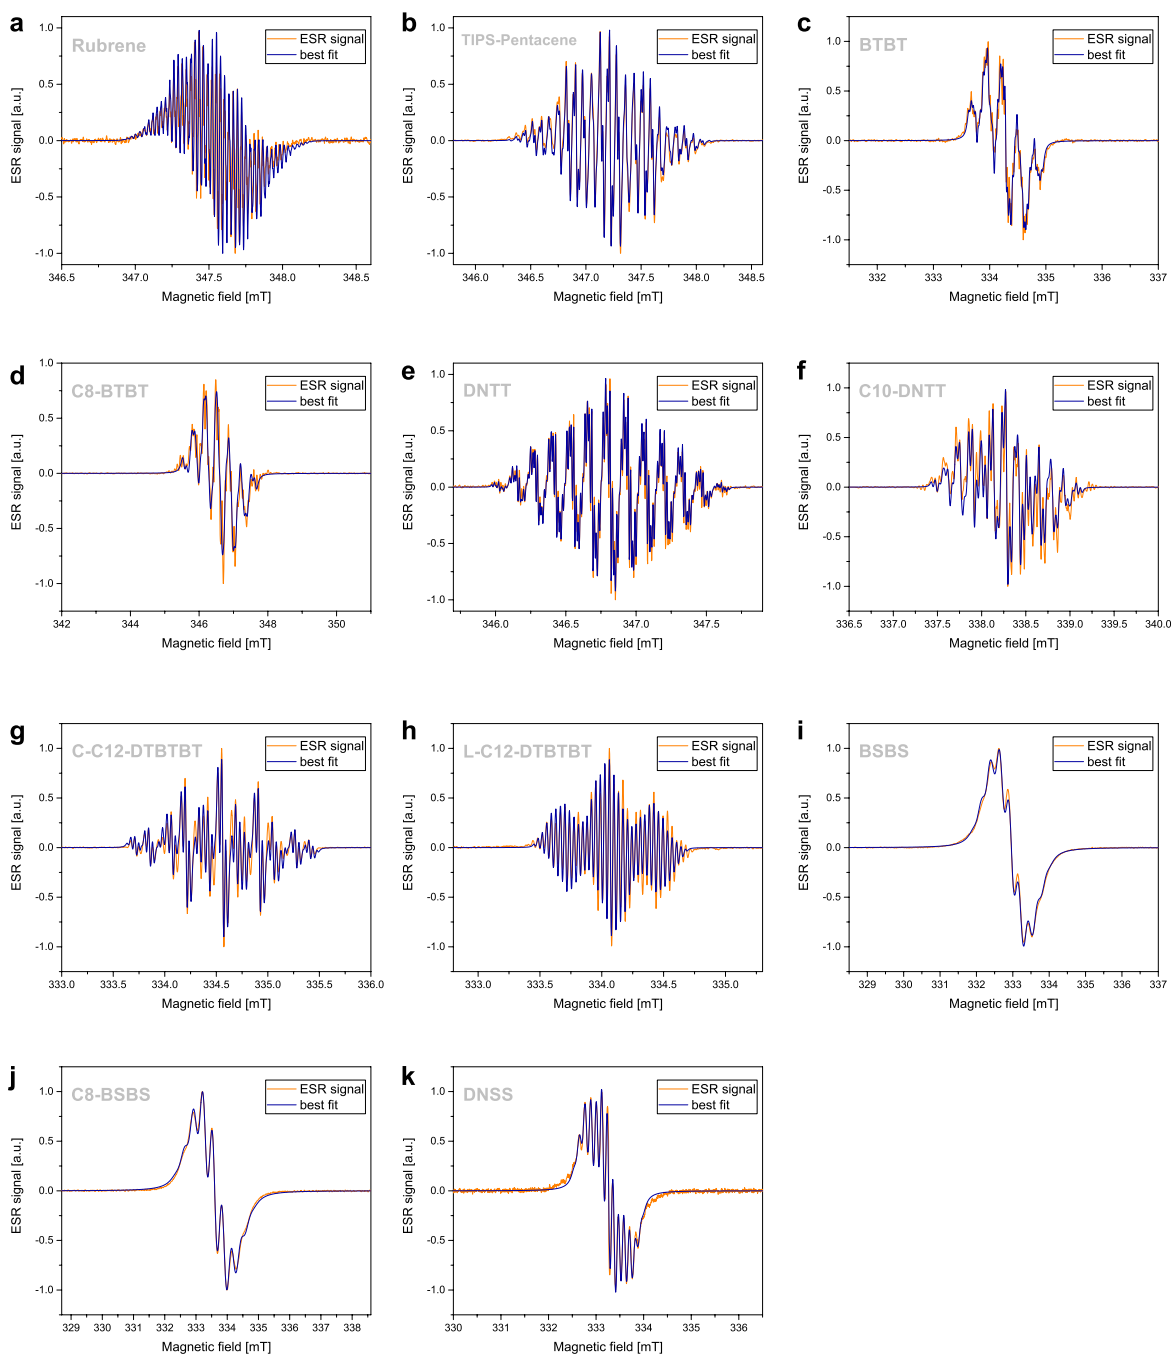 a
Rubrene
ESR signal
best fit
1.0
0.5
0.0
-0.5
-1.0
ESR signal [a.u.]
346.5
347.0
347.5
348.0
348.5
Magnetic field [mT]
b
TIPS-Pentacene
ESR signal
best fit
1.0
0.5
0.0
-0.5
-1.0
ESR signal [a.u.]
346.0
346.5
347.0
347.5
348.0
348.5
Magnetic field [mT]
c
BTBT
ESR signal
best fit
1.0
0.5
0.0
-0.5
-1.0
ESR signal [a.u.]
332
333
334
335
336
337
Magnetic field [mT]
d
C8-BTBT
ESR signal
best fit
1.0
0.5
0.0
-0.5
-1.0
ESR signal [a.u.]
342
344
346
348
350
Magnetic field [mT]
e
DNTT
ESR signal
best fit
1.0
0.5
0.0
-0.5
-1.0
ESR signal [a.u.]
346.0
346.5
347.0
347.5
Magnetic field [mT]
f
C10-DNTT
ESR signal
best fit
1.0
0.5
0.0
-0.5
-1.0
ESR signal [a.u.]
336.5
337.0
337.5
338.0
338.5
339.0
339.5
340.0
Magnetic field [mT]
g
C-C12-DTBTBT
ESR signal
best fit
1.0
0.5
0.0
-0.5
-1.0
ESR signal [a.u.]
333.0
333.5
334.0
334.5
335.0
335.5
336.0
Magnetic field [mT]
h
L-C12-DTBTBT
ESR signal
best fit
1.0
0.5
0.0
-0.5
-1.0
ESR signal [a.u.]
333.0
333.5
334.0
334.5
335.0
Magnetic field [mT]
i
BSBS
ESR signal
best fit
1.0
0.5
0.0
-0.5
-1.0
ESR signal [a.u.]
329
330
331
332
333
334
335
336
337
Magnetic field [mT]
j
C8-BSBS
ESR signal
best fit
1.0
0.5
0.0
-0.5
-1.0
ESR signal [a.u.]
329
330
331
332
333
334
335
336
337
338
Magnetic field [mT]
k
DNSS
ESR signal
best fit
1.0
0.5
0.0
-0.5
-1.0
ESR signal [a.u.]
330
331
332
333
334
335
336
Magnetic field [mT]